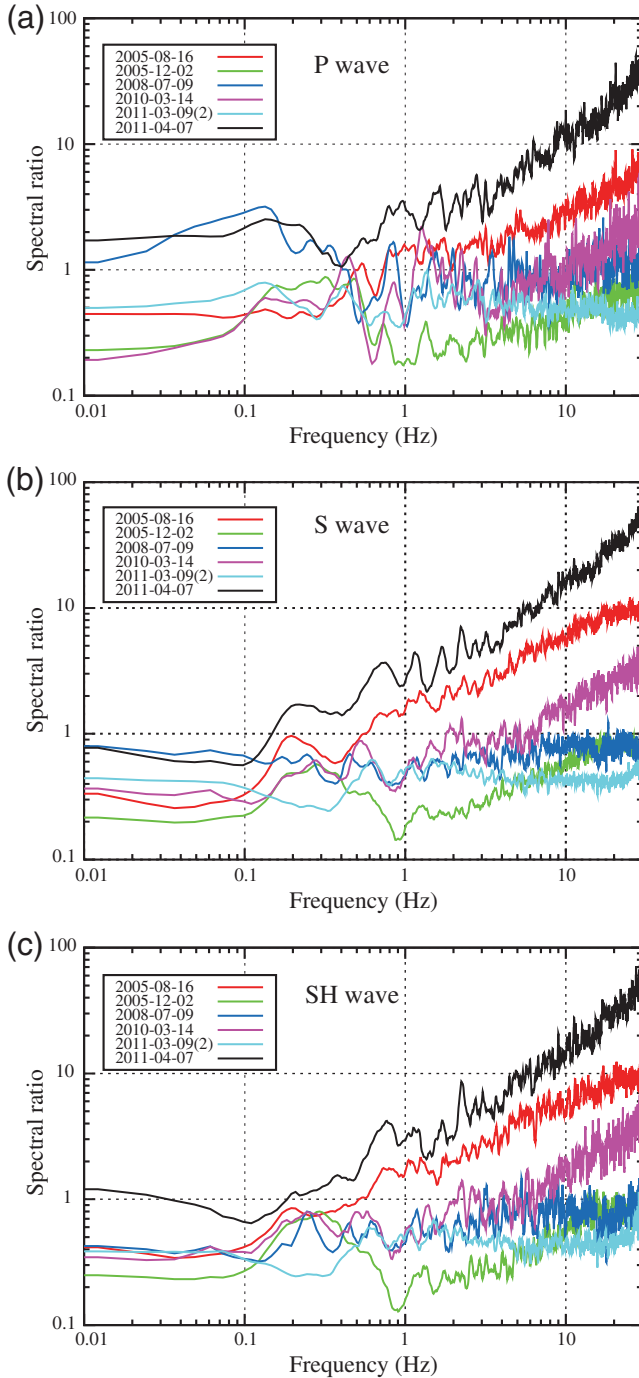 (a)
100
10
1
0.1
Spectral ratio
2005-08-16
2005-12-02
2008-07-09
2010-03-14
2011-03-09(2)
2011-04-07
P wave
0.01 0.1 1 10
Frequency (Hz)
(b)
100
10
1
0.1
Spectral ratio
2005-08-16
2005-12-02
2008-07-09
2010-03-14
2011-03-09(2)
2011-04-07
S wave
0.01 0.1 1 10
Frequency (Hz)
(c)
100
10
1
0.1
Spectral ratio
2005-08-16
2005-12-02
2008-07-09
2010-03-14
2011-03-09(2)
2011-04-07
SH wave
0.01 0.1 1 10
Frequency (Hz)